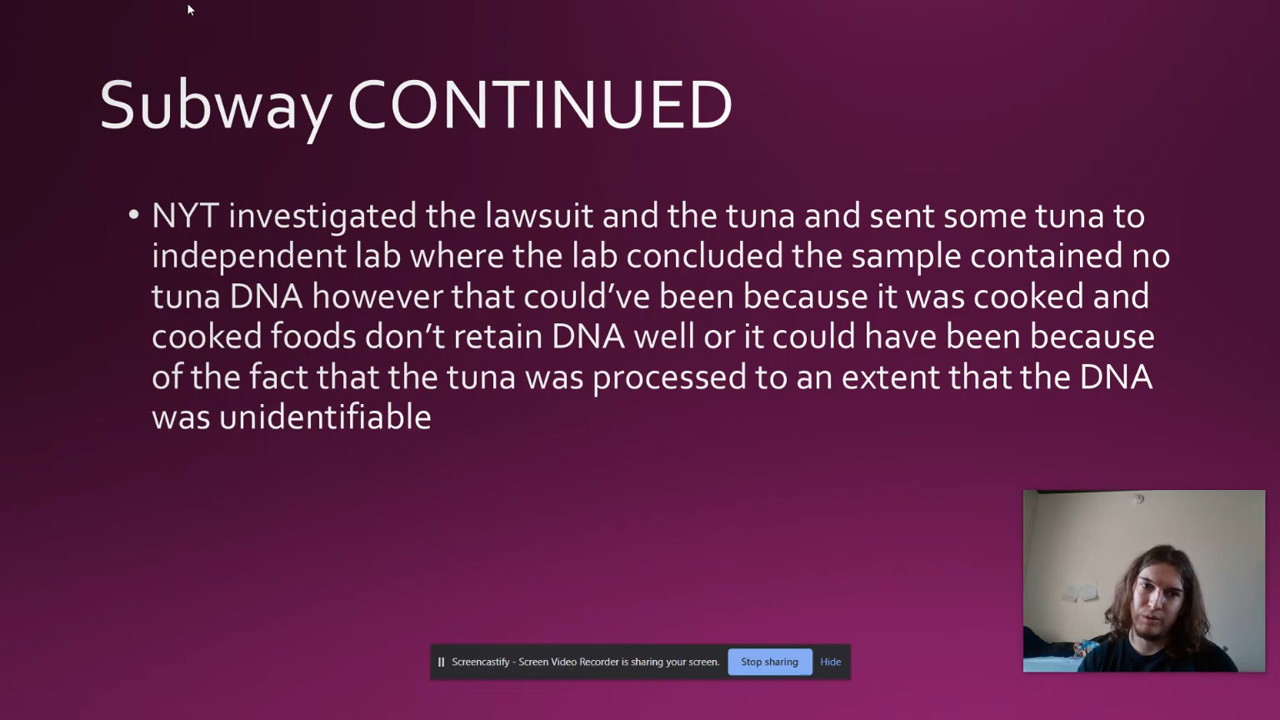 Subway CONTINUED
• NYT investigated the lawsuit and the tuna and sent some tuna to
independent lab where the lab concluded the sample contained no
tuna DNA however that could’ve been because it was cooked and
cooked foods don’t retain DNA well or it could have been because
of the fact that the tuna was processed to an extent that the DNA
was unidentifiable
Screencastify - Screen Video Recorder is sharing your screen. Stop sharing Hide